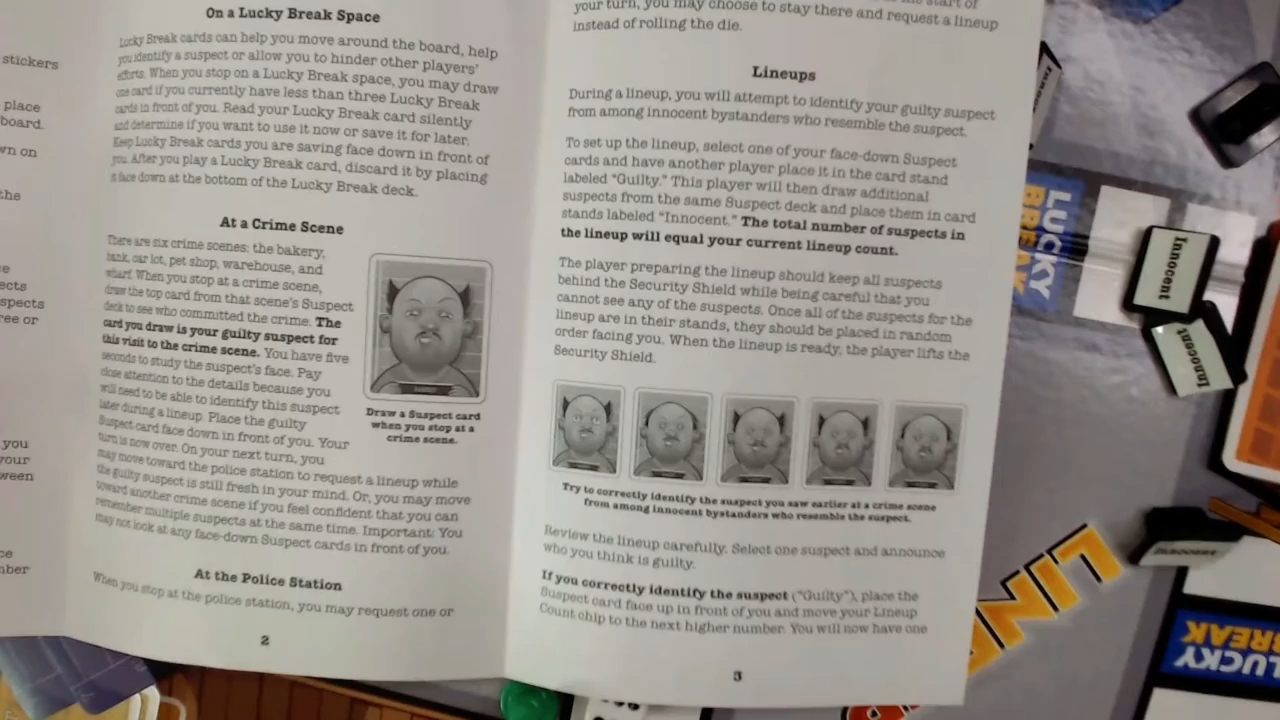 stickers
place
board.
wn on
the
e
ects
spects
ree or
you
your
ween
ce
mber
On a Lucky Break Space
Lucky Break cards can help you move around the board, help
you identify a suspect or allow you to hinder other players'
efforts. When you stop on a Lucky Break space, you may draw
one card if you currently have less than three Lucky Break
cards in front of you. Read your Lucky Break card silently
and determine if you want to use it now or save it for later.
Keep Lucky Break cards you are saving face down in front of
you. After you play a Lucky Break card, discard it by placing
it face down at the bottom of the Lucky Break deck.
At a Crime Scene
There are six crime scenes: the bakery,
bank, car lot, pet shop, warehouse, and
wharf. When you stop at a crime scene,
draw the top card from that scene's Suspect
deck to see who committed the crime. The
card you draw is your guilty suspect for
this visit to the crime scene. You have five
seconds to study the suspect's face. Pay
close attention to the details because you
will need to be able to identify this suspect
later during a lineup. Place the guilty
Suspect card face down in front of you. Your
turn is now over. On your next turn, you
may move toward the police station to request a lineup while
the guilty suspect is still fresh in your mind. Or, you may move
toward another crime scene if you feel confident that you can
remember multiple suspects at the same time. Important: You
may not look at any face-down Suspect cards in front of you.
Draw a Suspect card
when you stop at a
crime scene.
At the Police Station
When you stop at the police station, you may request one or
2
your turn, you may choose to stay there and request a lineup
instead of rolling the die.
Lineups
During a lineup, you will attempt to identify your guilty suspect
from among innocent bystanders who resemble the suspect.
To set up the lineup, select one of your face-down Suspect
cards and have another player place it in the card stand
labeled "Guilty." This player will then draw additional
suspects from the same Suspect deck and place them in card
stands labeled "Innocent." The total number of suspects in
the lineup will equal your current lineup count.
The player preparing the lineup should keep all suspects
behind the Security Shield while being careful that you
cannot see any of the suspects. Once all of the suspects for the
lineup are in their stands, they should be placed in random
order facing you. When the lineup is ready, the player lifts the
Security Shield.
Try to correctly identify the suspect you saw earlier at a crime scene
from among innocent bystanders who resemble the suspect.
Review the lineup carefully. Select one suspect and announce
who you think is guilty.
If you correctly identify the suspect ("Guilty"), place the
Suspect card face up in front of you and move your Lineup
Count chip to the next higher number. You will now have one
3
LUCKY
BREAK
Innocent
Innocent
Innocent
LUCKY
BREAK